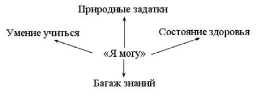 Природные задатки
Умение учиться
Состояние здоровья
«Я могу»
Багаж знаний